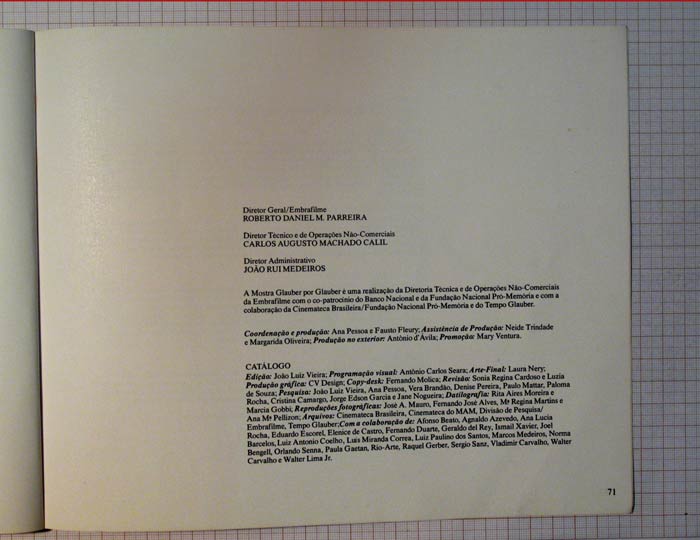 Diretor Geral/Embrafilme
ROBERTO DANIEL M. PARREIRA
Diretor Técnico e de Operações Não-Comerciais
CARLOS AUGUSTO MACHADO CALIL
Diretor Administrativo
JOÃO RUI MEDEIROS
A Mostra Glauber por Glauber é uma realização da Diretoria Técnica e de Operações Não-Comerciais
da Embrafilme com o co-patrocínio do Banco Nacional e da Fundação Nacional Pró-Memória e com a
colaboração da Cinemateca Brasileira/Fundação Nacional Pró-Memória e do Tempo Glauber.
Coordenação e produção: Ana Pessoa e Fausto Fleury; Assistência de Produção: Neide Trindade
e Margarida Oliveira; Produção no exterior: Antônio d'Ávila; Promoção: Mary Ventura.
CATÁLOGO
Edição: João Luiz Vieira; Programação visual: Antônio Carlos Seara; Arte-Final: Laura Nery;
Produção gráfica: CV Design; Copy-desk: Fernando Molica; Revisão: Sonia Regina Cardoso e Luzia
de Souza; Pesquisa: João Luiz Vieira, Ana Pessoa, Vera Brandão, Denise Pereira, Paulo Mattar, Paloma
Rocha, Cristina Camargo, Jorge Edson Garcia e Jane Nogueira; Datilografia: Rita Aires Moreira e
Marcia Gobbi; Reproduções fotográficas: José A. Mauro, Fernando José Alves, Mª Regina Martins e
Ana Mª Pellizon; Arquivos: Cinemateca Brasileira, Cinemateca do MAM, Divisão de Pesquisa/
Embrafilme, Tempo Glauber; Com a colaboração de: Afonso Beato, Agnaldo Azevedo, Ana Lucia
Rocha, Eduardo Escorel, Elenice de Castro, Fernando Duarte, Geraldo del Rey, Ismail Xavier, Joel
Barcelos, Luiz Antonio Coelho, Luis Miranda Correa, Luiz Paulino dos Santos, Marcos Medeiros, Norma
Bengell, Orlando Senna, Paula Gaetan, Rio-Arte, Raquel Gerber, Sergio Sanz, Vladimir Carvalho, Walter
Carvalho e Walter Lima Jr.
71